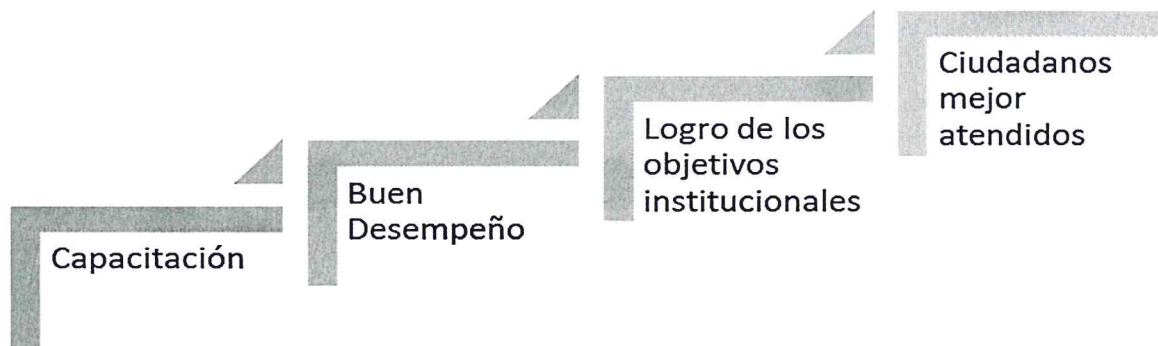 Capacitación
Buen
Desempeño
Logro de los
objetivos
institucionales
Ciudadanos
mejor
atendidos